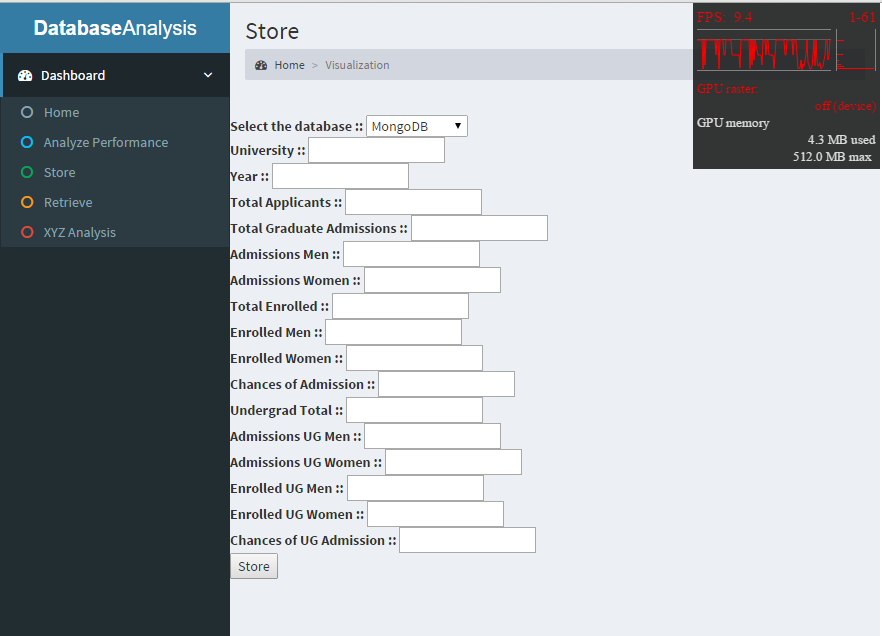 DatabaseAnalysis
Dashboard
Home
Analyze Performance
Store
Retrieve
XYZ Analysis
Store
Home > Visualization
Select the database :: MongoDB
University ::
Year ::
Total Applicants ::
Total Graduate Admissions ::
Admissions Men ::
Admissions Women ::
Total Enrolled ::
Enrolled Men ::
Enrolled Women ::
Chances of Admission ::
Undergrad Total ::
Admissions UG Men ::
Admissions UG Women ::
Enrolled UG Men ::
Enrolled UG Women ::
Chances of UG Admission ::
Store
FPS: 9.4 1-61
GPU raster:
off (device)
GPU memory
4.3 MB used
512.0 MB max